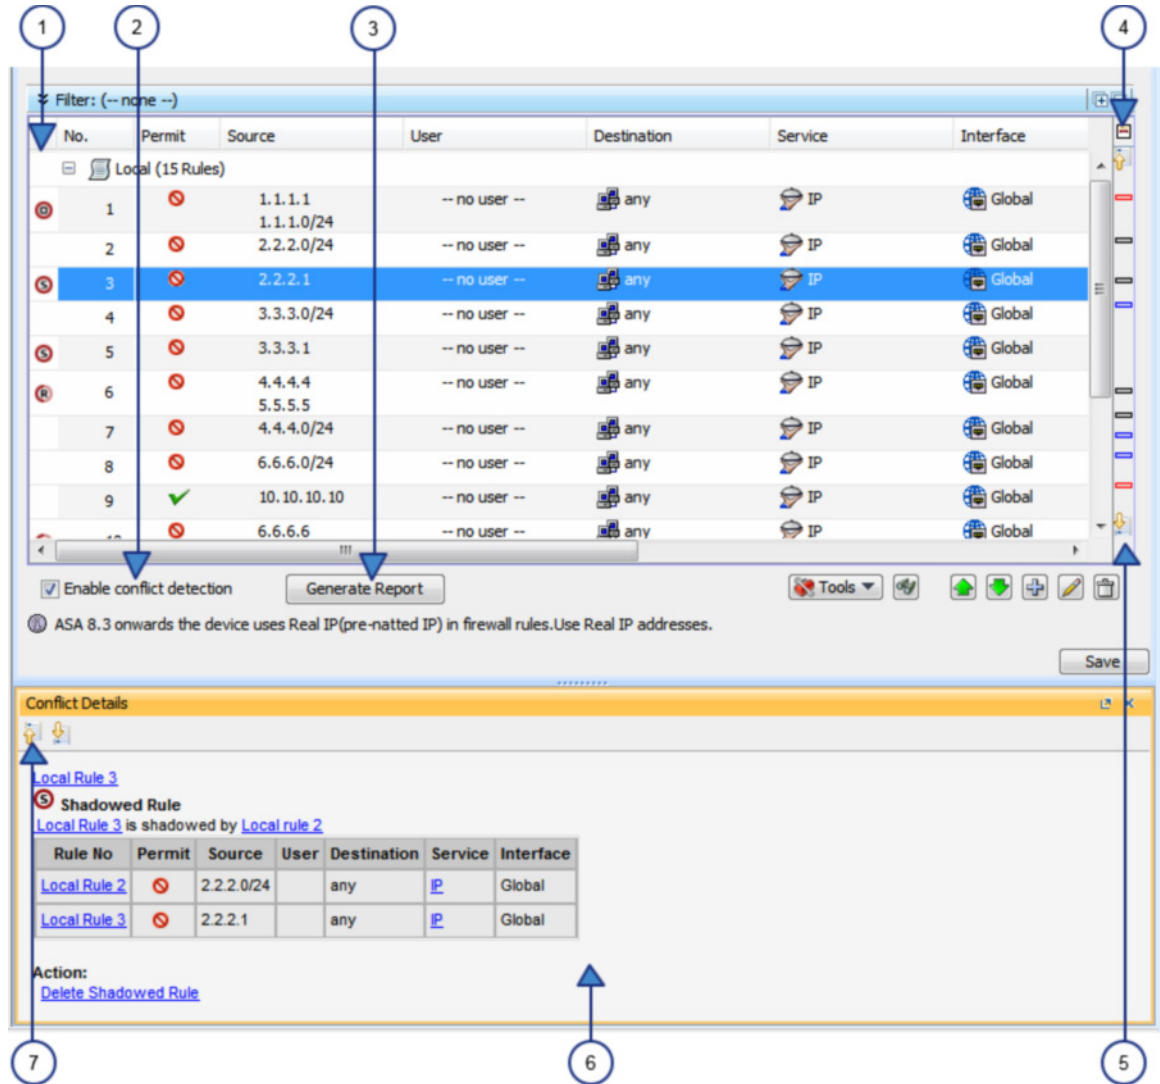 1 2 3 4
Filter: (-- none --)
No. Permit Source User Destination Service Interface
Local (15 Rules)
1 1.1.1.1 -- no user -- any IP Global
1.1.1.0/24
2 2.2.2.0/24 -- no user -- any IP Global
S 3 2.2.2.1 -- no user -- any IP Global
4 3.3.3.0/24 -- no user -- any IP Global
S 5 3.3.3.1 -- no user -- any IP Global
R 6 4.4.4.4 -- no user -- any IP Global
5.5.5.5
7 4.4.4.0/24 -- no user -- any IP Global
8 6.6.6.0/24 -- no user -- any IP Global
9 10.10.10.10 -- no user -- any IP Global
6.6.6.6 -- no user -- any IP Global
Enable conflict detection Generate Report Tools
ASA 8.3 onwards the device uses Real IP(pre-natted IP) in firewall rules.Use Real IP addresses.
Save
Conflict Details
Local Rule 3
S Shadowed Rule
Local Rule 3 is shadowed by Local rule 2
Rule No Permit Source User Destination Service Interface
Local Rule 2 2.2.2.0/24 any IP Global
Local Rule 3 2.2.2.1 any IP Global
Action:
Delete Shadowed Rule
7 6 5